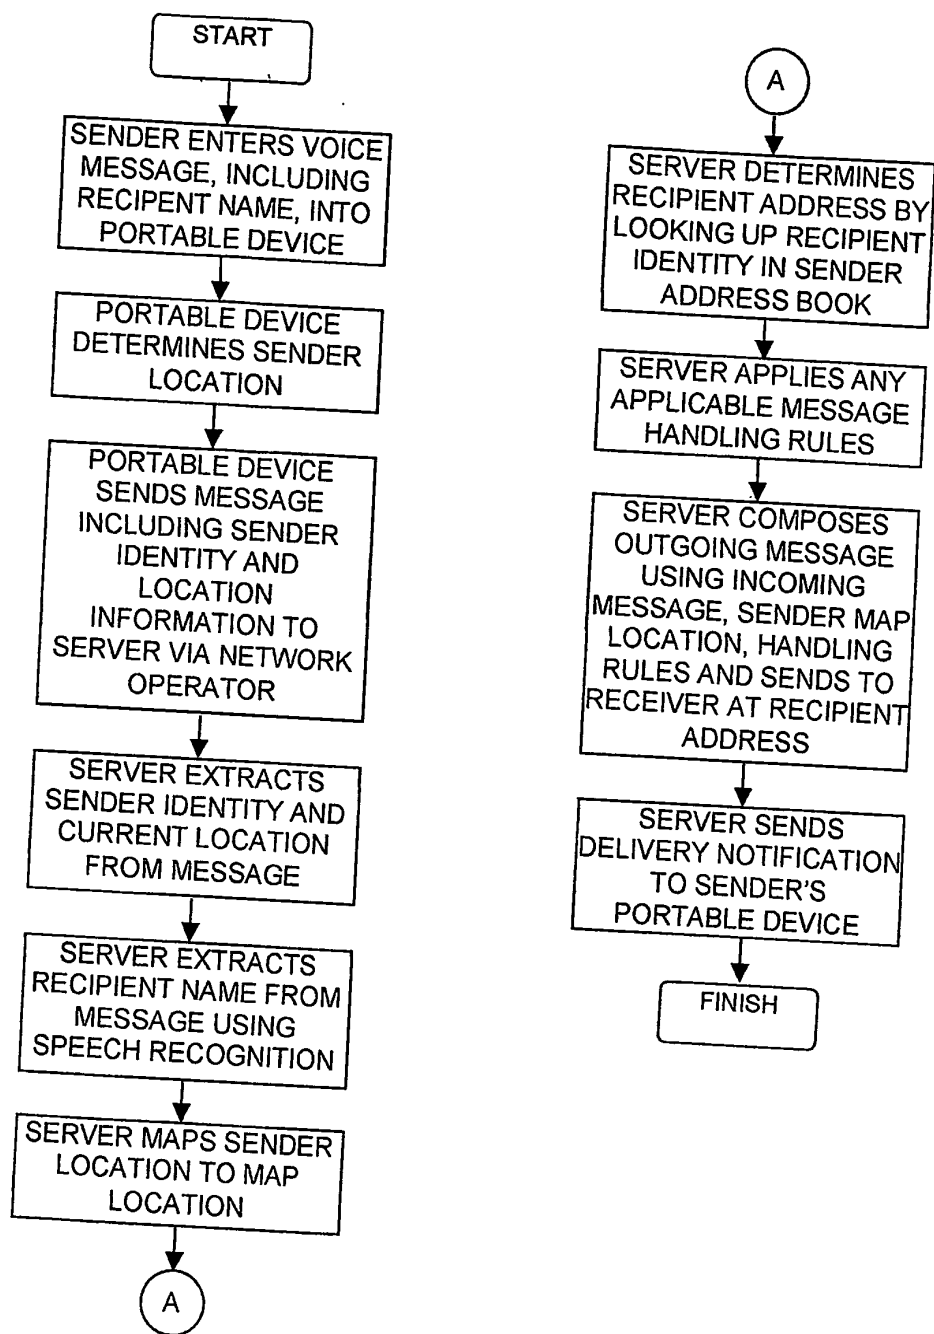 START
SENDER ENTERS VOICE
MESSAGE, INCLUDING
RECIPENT NAME, INTO
PORTABLE DEVICE
PORTABLE DEVICE
DETERMINES SENDER
LOCATION
PORTABLE DEVICE
SENDS MESSAGE
INCLUDING SENDER
IDENTITY AND
LOCATION
INFORMATION TO
SERVER VIA NETWORK
OPERATOR
SERVER EXTRACTS
SENDER IDENTITY AND
CURRENT LOCATION
FROM MESSAGE
SERVER EXTRACTS
RECIPIENT NAME FROM
MESSAGE USING
SPEECH RECOGNITION
SERVER MAPS SENDER
LOCATION TO MAP
LOCATION
A
A
SERVER DETERMINES
RECIPIENT ADDRESS BY
LOOKING UP RECIPIENT
IDENTITY IN SENDER
ADDRESS BOOK
SERVER APPLIES ANY
APPLICABLE MESSAGE
HANDLING RULES
SERVER COMPOSES
OUTGOING MESSAGE
USING INCOMING
MESSAGE, SENDER MAP
LOCATION, HANDLING
RULES AND SENDS TO
RECEIVER AT RECIPIENT
ADDRESS
SERVER SENDS
DELIVERY NOTIFICATION
TO SENDER'S
PORTABLE DEVICE
FINISH